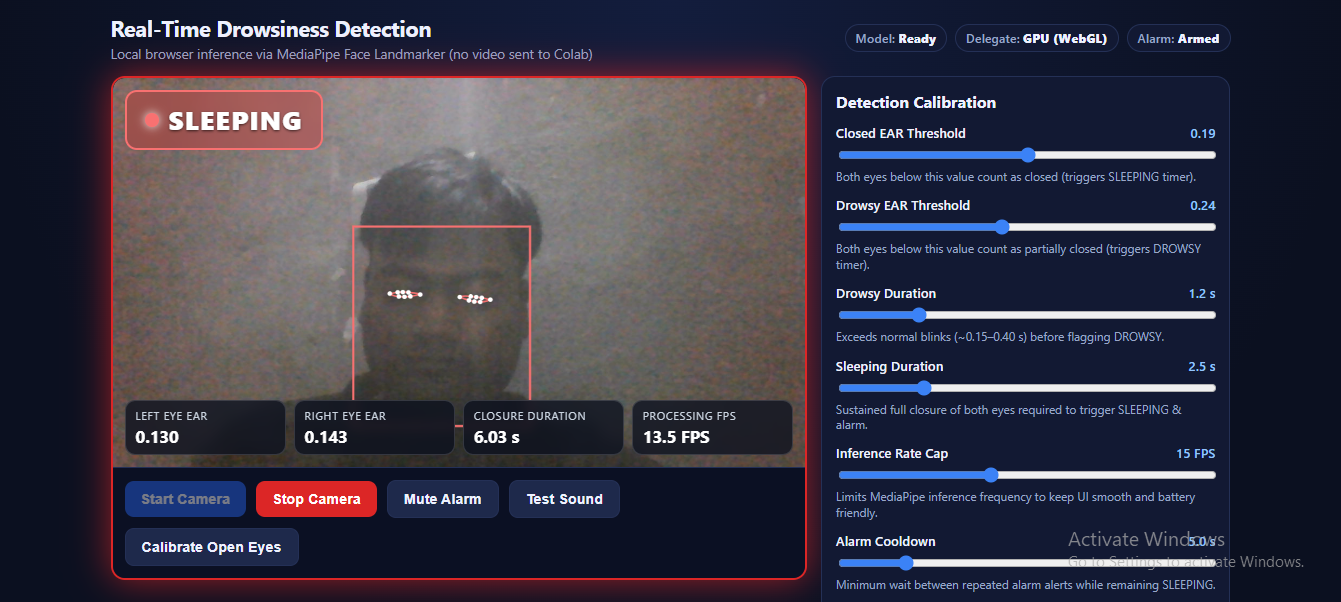 Real-Time Drowsiness Detection
Local browser inference via MediaPipe Face Landmarker (no video sent to Colab)
Model: Ready
Delegate: GPU (WebGL)
Alarm: Armed
SLEEPING
LEFT EYE EAR
0.130
RIGHT EYE EAR
0.143
CLOSURE DURATION
6.03 s
PROCESSING FPS
13.5 FPS
Start Camera
Stop Camera
Mute Alarm
Test Sound
Calibrate Open Eyes
Detection Calibration
Closed EAR Threshold 0.19
Both eyes below this value count as closed (triggers SLEEPING timer).
Drowsy EAR Threshold 0.24
Both eyes below this value count as partially closed (triggers DROWSY
timer).
Drowsy Duration 1.2 s
Exceeds normal blinks (~0.15–0.40 s) before flagging DROWSY.
Sleeping Duration 2.5 s
Sustained full closure of both eyes required to trigger SLEEPING &
alarm.
Inference Rate Cap 15 FPS
Limits MediaPipe inference frequency to keep UI smooth and battery
friendly.
Alarm Cooldown 5.0 s
Minimum wait between repeated alarm alerts while remaining SLEEPING.
Activate Windows
Go to Settings to activate Windows.